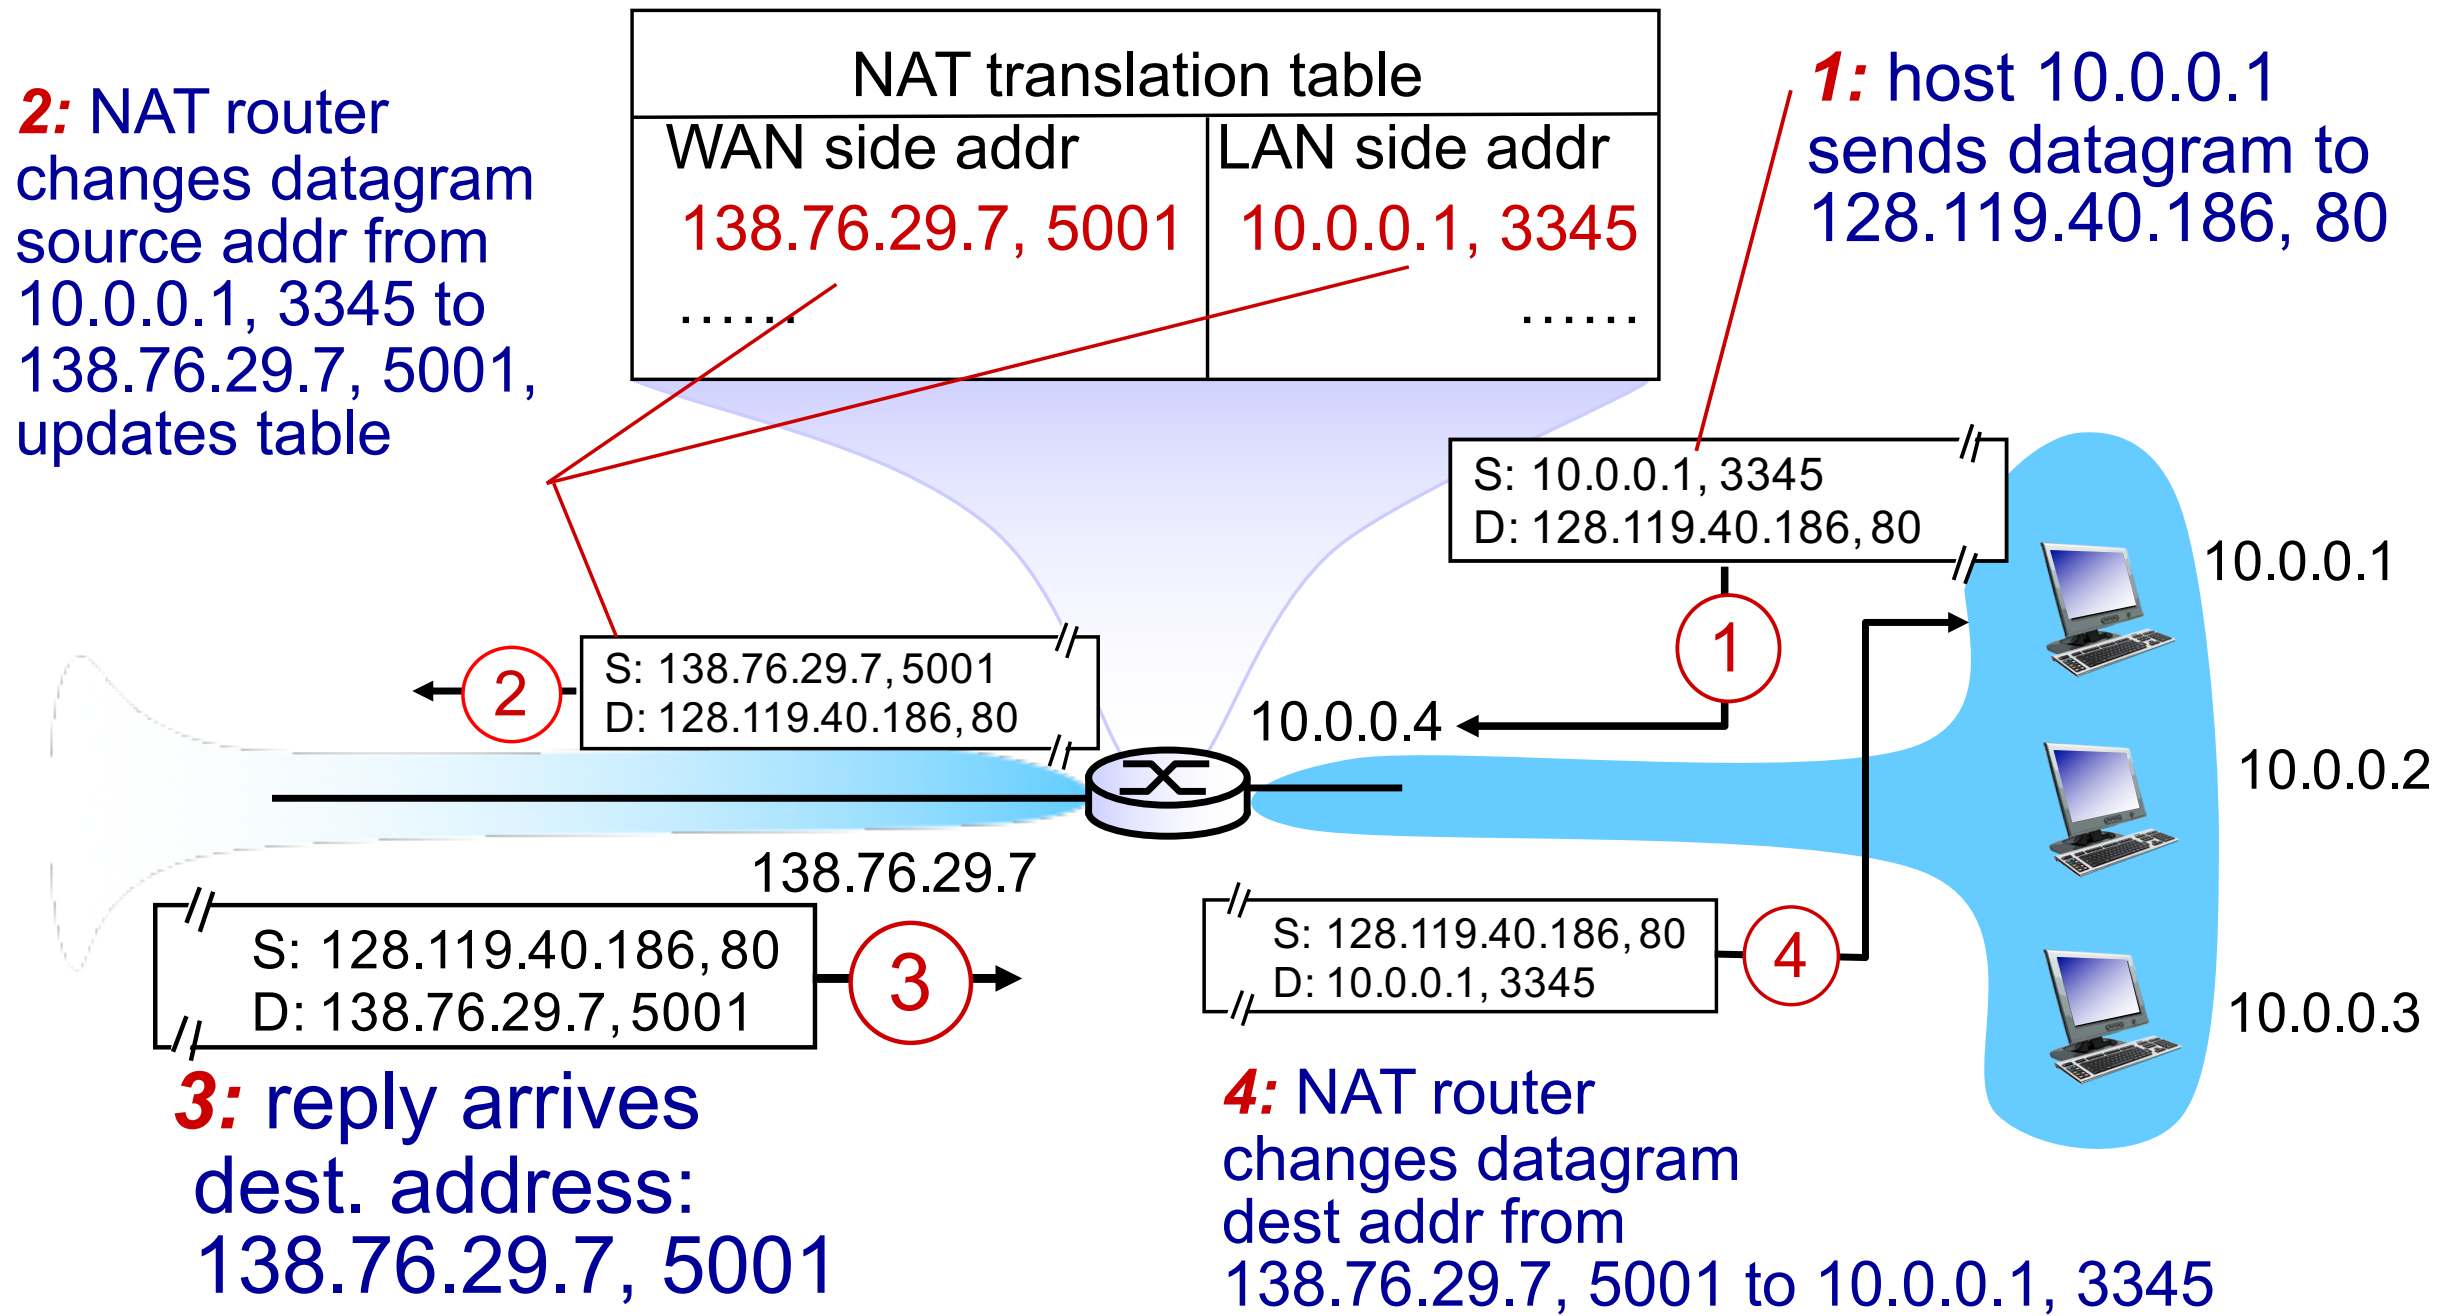 NAT translation table
WAN side addr
LAN side addr
138.76.29.7, 5001
10.0.0.1, 3345
......
......
1: host 10.0.0.1
sends datagram to
128.119.40.186, 80
2: NAT router
changes datagram
source addr from
10.0.0.1, 3345 to
138.76.29.7, 5001,
updates table
S: 10.0.0.1, 3345
D: 128.119.40.186, 80
1
10.0.0.1
S: 138.76.29.7, 5001
D: 128.119.40.186, 80
2
10.0.0.4
10.0.0.2
138.76.29.7
S: 128.119.40.186, 80
D: 138.76.29.7, 5001
3
S: 128.119.40.186, 80
D: 10.0.0.1, 3345
4
10.0.0.3
3: reply arrives
dest. address:
138.76.29.7, 5001
4: NAT router
changes datagram
dest addr from
138.76.29.7, 5001 to 10.0.0.1, 3345